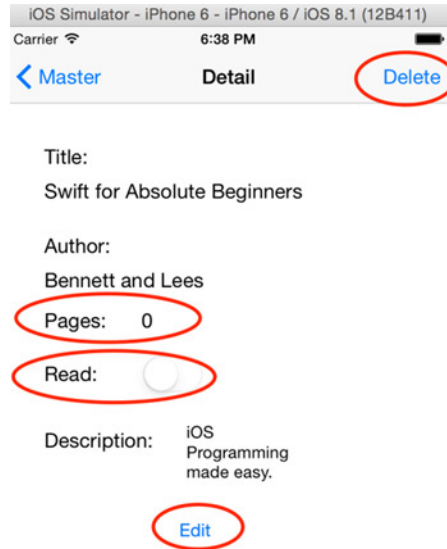 iOS Simulator - iPhone 6 - iPhone 6 / iOS 8.1 (12B411)
Carrier 6:38 PM
Master Detail Delete
Title:
Swift for Absolute Beginners
Author:
Bennett and Lees
Pages: 0
Read:
Description: iOS
Programming
made easy.
Edit